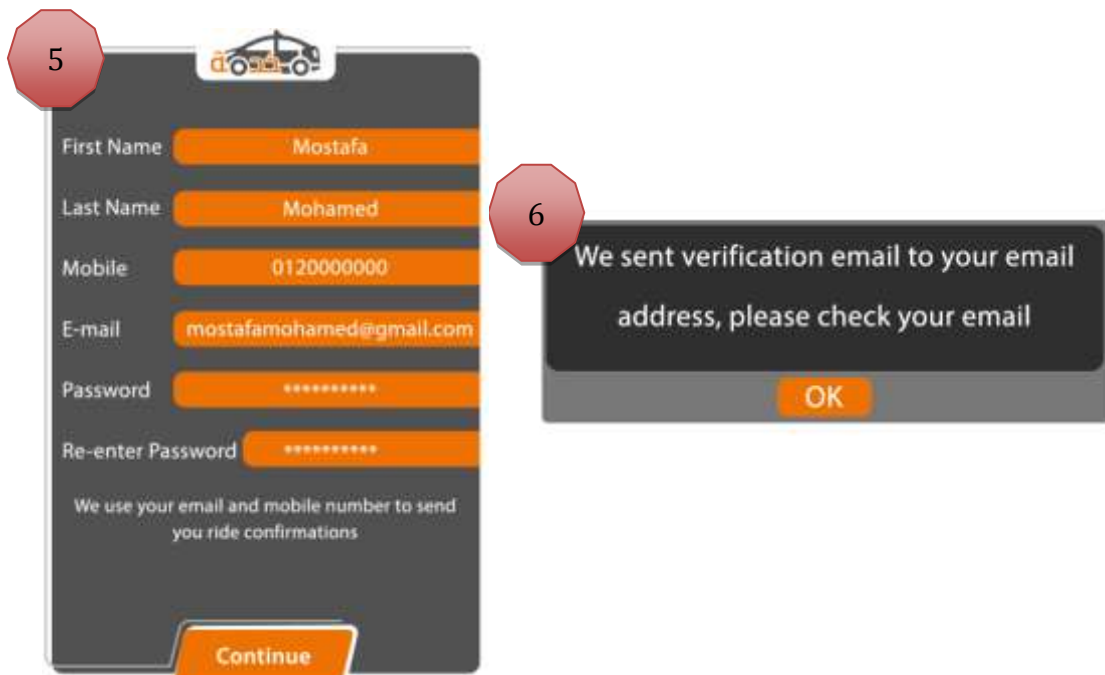 5
First Name Mostafa
Last Name Mohamed
Mobile 0120000000
E-mail mostafamohamed@gmail.com
Password **********
Re-enter Password **********
We use your email and mobile number to send
you ride confirmations
Continue
6
We sent verification email to your email
address, please check your email
OK